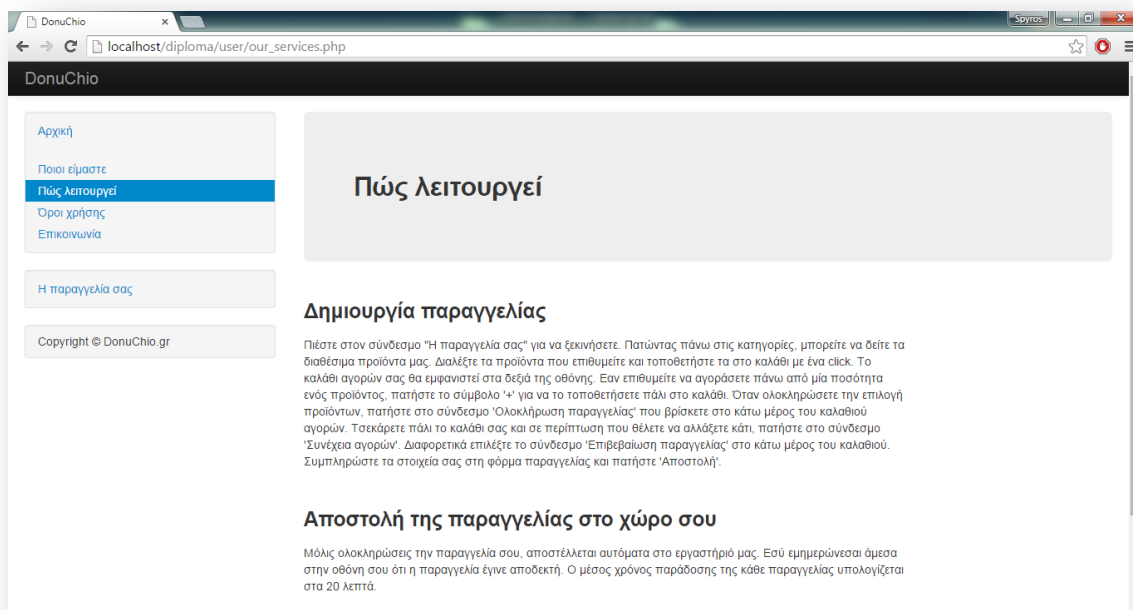 DonuChio
Spyros
localhost/diploma/user/our_services.php
DonuChio
Αρχική
Ποιοι είμαστε
Πώς λειτουργεί
Όροι χρήσης
Επικοινωνία
Η παραγγελία σας
Copyright © DonuChio.gr
Πώς λειτουργεί
Δημιουργία παραγγελίας
Πιέστε στον σύνδεσμο "Η παραγγελία σας" για να ξεκινήσετε. Πατώντας πάνω στις κατηγορίες, μπορείτε να δείτε τα
διαθέσιμα προϊόντα μας. Διαλέξτε τα προϊόντα που επιθυμείτε και τοποθετήστε τα στο καλάθι με ένα click. Το
καλάθι αγορών σας θα εμφανιστεί στα δεξιά της οθόνης. Εαν επιθυμείτε να αγοράσετε πάνω από μία ποσότητα
ενός προϊόντος, πατήστε το σύμβολο '+' για να το τοποθετήσετε πάλι στο καλάθι. Όταν ολοκληρώσετε την επιλογή
προϊόντων, πατήστε στο σύνδεσμο 'Ολοκλήρωση παραγγελίας' που βρίσκετε στο κάτω μέρος του καλαθιού
αγορών. Τσεκάρετε πάλι το καλάθι σας και σε περίπτωση που θέλετε να αλλάξετε κάτι, πατήστε στο σύνδεσμο
'Συνέχεια αγορών'. Διαφορετικά επιλέξτε το σύνδεσμο 'Επιβεβαίωση παραγγελίας' στο κάτω μέρος του καλαθιού.
Συμπληρώστε τα στοιχεία σας στη φόρμα παραγγελίας και πατήστε 'Αποστολή'.
Αποστολή της παραγγελίας στο χώρο σου
Μόλις ολοκληρώσεις την παραγγελία σου, αποστέλλεται αυτόματα στο εργαστήριό μας. Εσύ εμημερώνεσαι άμεσα
στην οθόνη σου ότι η παραγγελία έγινε αποδεκτή. Ο μέσος χρόνος παράδοσης της κάθε παραγγελίας υπολογίζεται
στα 20 λεπτά.